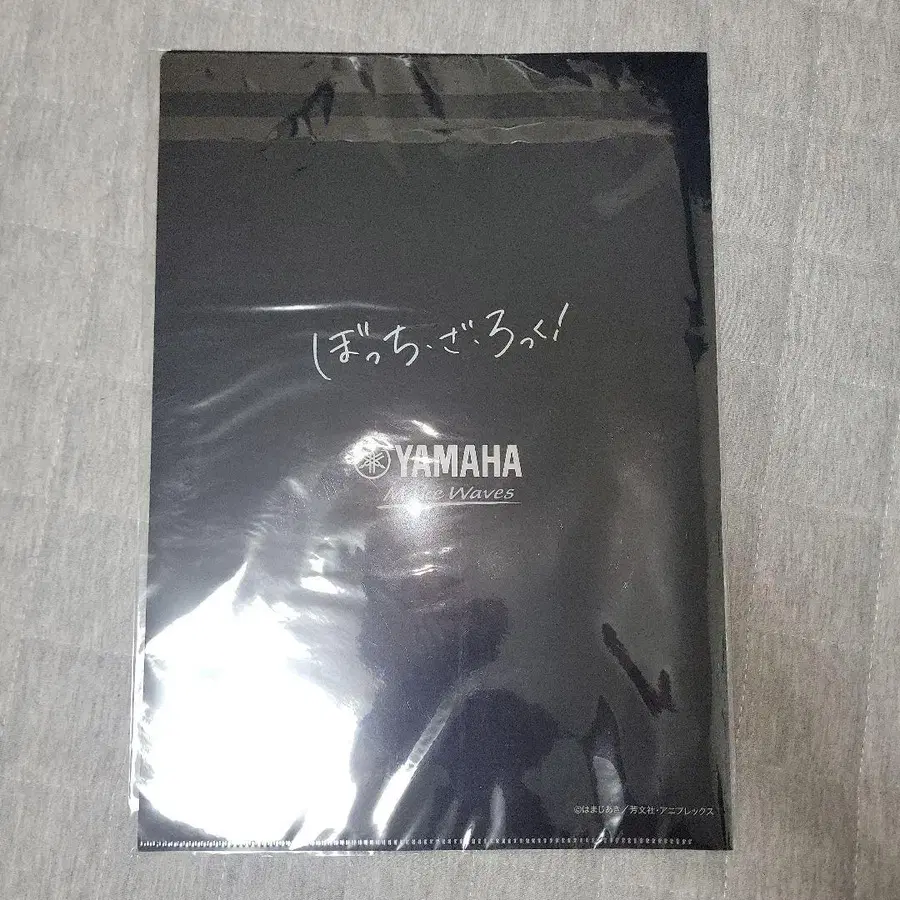 ぼっち・ざ・ろっく!
YAMAHA
Make Waves
©はまじあき/芳文社・アニプレックス